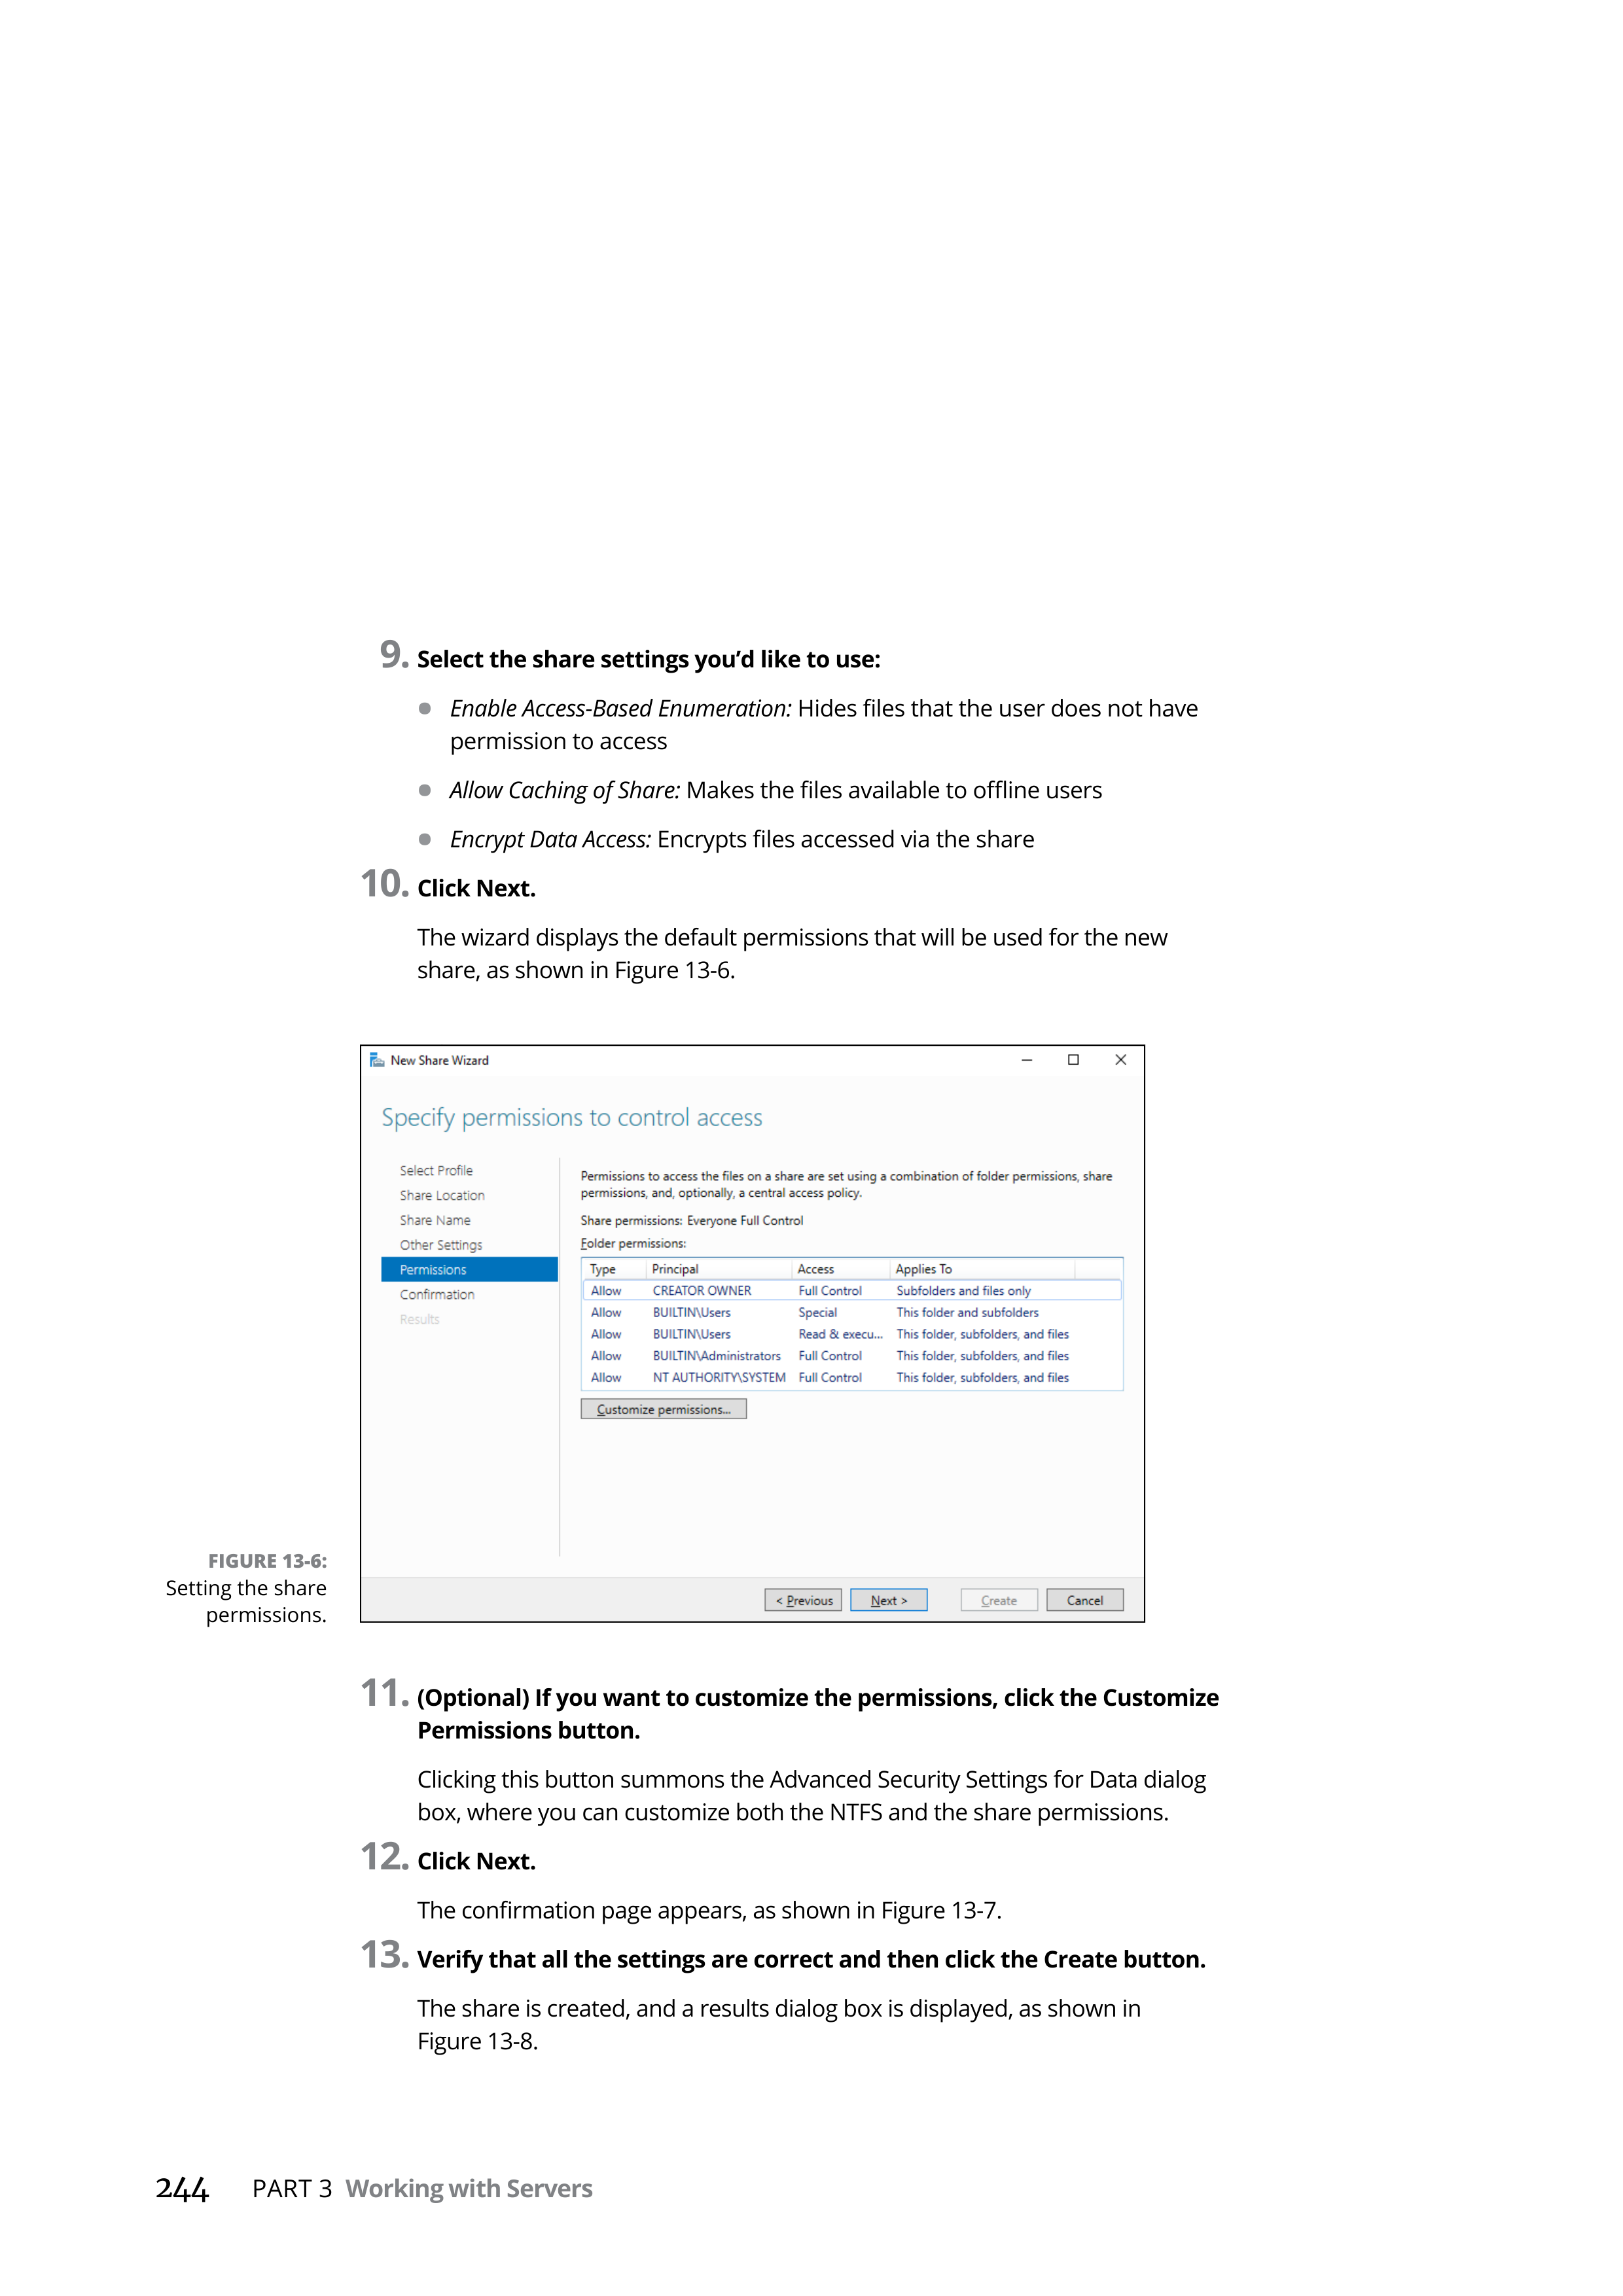 9. Select the share settings you’d like to use:
• Enable Access-Based Enumeration: Hides files that the user does not have
permission to access
• Allow Caching of Share: Makes the files available to offline users
• Encrypt Data Access: Encrypts files accessed via the share
10. Click Next.
The wizard displays the default permissions that will be used for the new
share, as shown in Figure 13-6.
New Share Wizard
Specify permissions to control access
Select Profile
Share Location
Share Name
Other Settings
Permissions
Confirmation
Results
Permissions to access the files on a share are set using a combination of folder permissions, share
permissions, and, optionally, a central access policy.
Share permissions: Everyone Full Control
Folder permissions:
Type Principal Access Applies To
Allow CREATOR OWNER Full Control Subfolders and files only
Allow BUILTIN\Users Special This folder and subfolders
Allow BUILTIN\Users Read & execu... This folder, subfolders, and files
Allow BUILTIN\Administrators Full Control This folder, subfolders, and files
Allow NT AUTHORITY\SYSTEM Full Control This folder, subfolders, and files
Customize permissions...
< Previous Next > Create Cancel
FIGURE 13-6:
Setting the share
permissions.
11. (Optional) If you want to customize the permissions, click the Customize
Permissions button.
Clicking this button summons the Advanced Security Settings for Data dialog
box, where you can customize both the NTFS and the share permissions.
12. Click Next.
The confirmation page appears, as shown in Figure 13-7.
13. Verify that all the settings are correct and then click the Create button.
The share is created, and a results dialog box is displayed, as shown in
Figure 13-8.
244 PART 3 Working with Servers